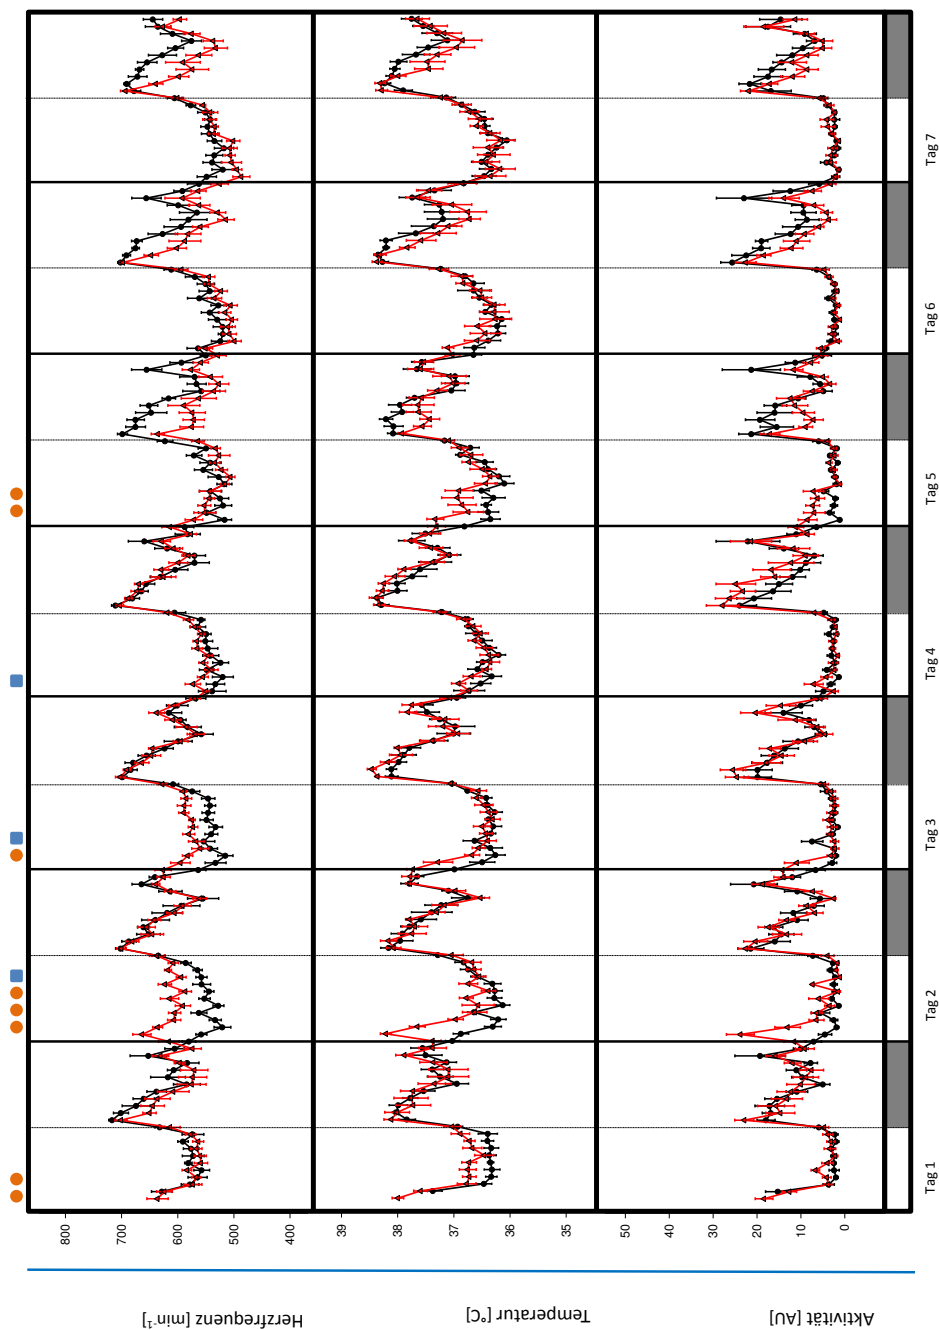 Herzfrequenz [min⁻¹]
800
700
600
500
400
Temperatur [°C]
39
38
37
36
35
Aktivität [AU]
50
40
30
20
10
0
Tag 1
Tag 2
Tag 3
Tag 4
Tag 5
Tag 6
Tag 7